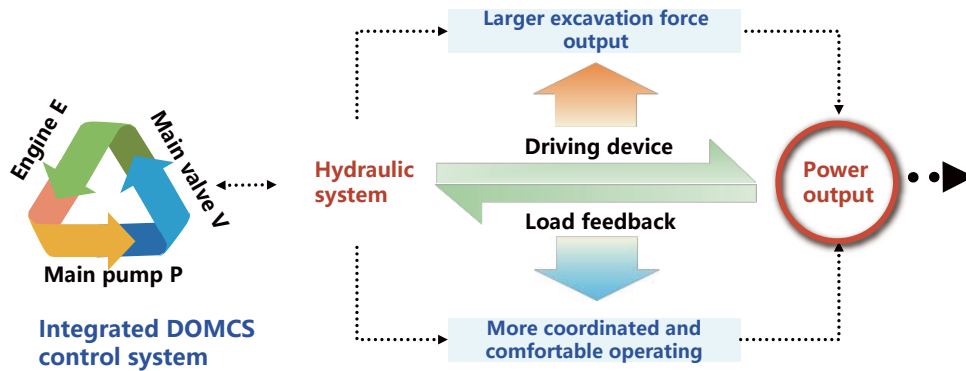 Larger excavation force
output
Engine E
Main valve V
Main pump P
Integrated DOMCS
control system
Hydraulic
system
Driving device
Load feedback
Power
output
More coordinated and
comfortable operating